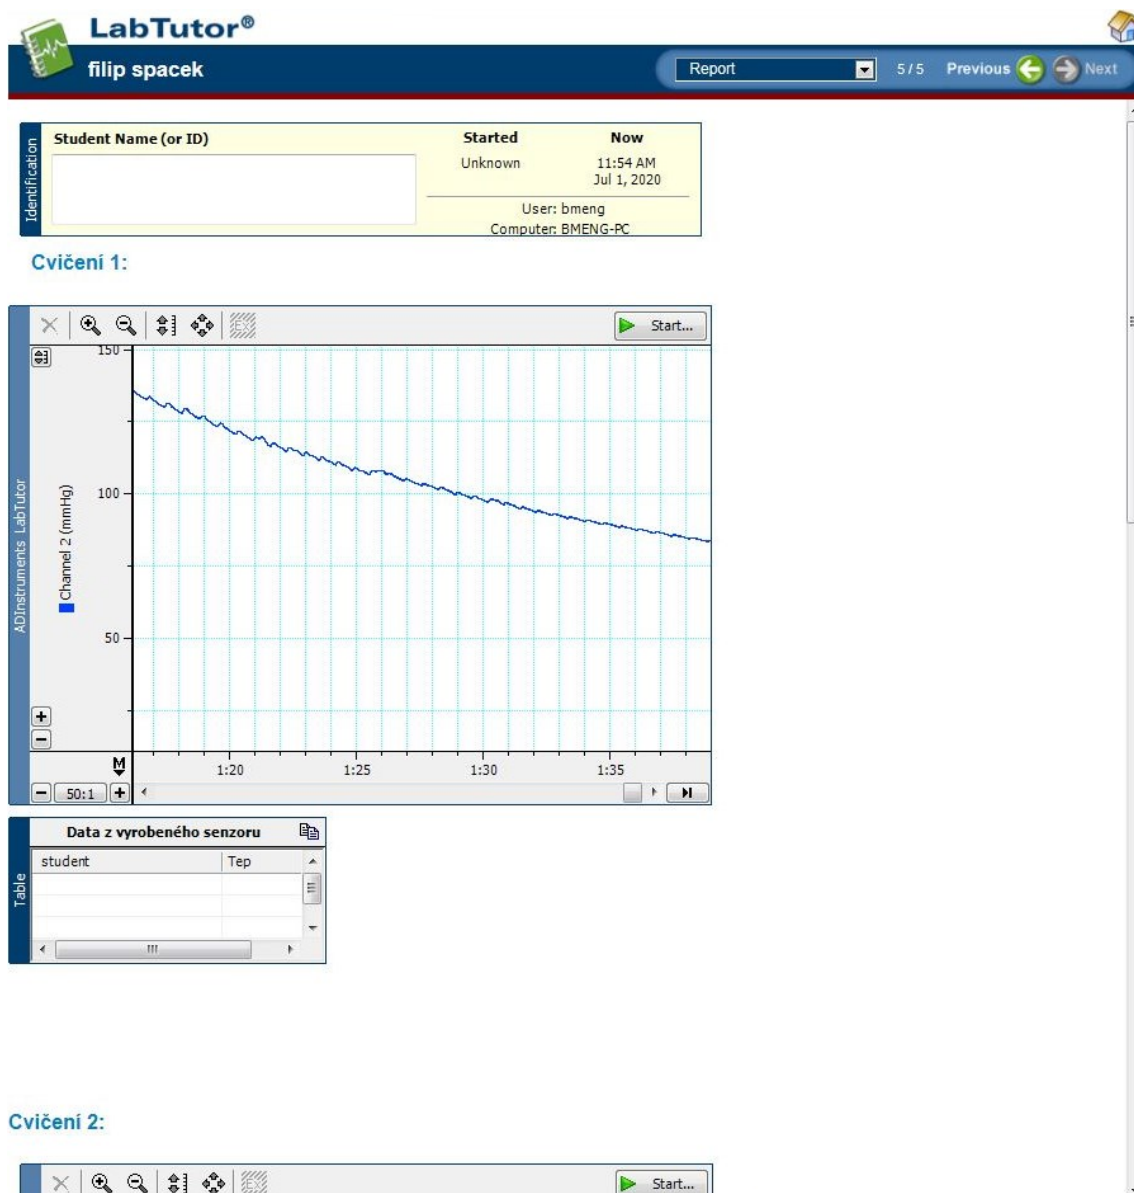 LabTutor®
filip spacek
Report
5/5
Previous
Next
Identification
Student Name (or ID)
Started
Now
Unknown
11:54 AM
Jul 1, 2020
User: bmeng
Computer: BMENG-PC
Cvičení 1:
Start...
ADInstruments LabTutor
Channel 2 (mmHg)
150
100
50
M
1:20
1:25
1:30
1:35
50:1
Table
Data z vyrobeného senzoru
student
Tep
Cvičení 2:
Start...